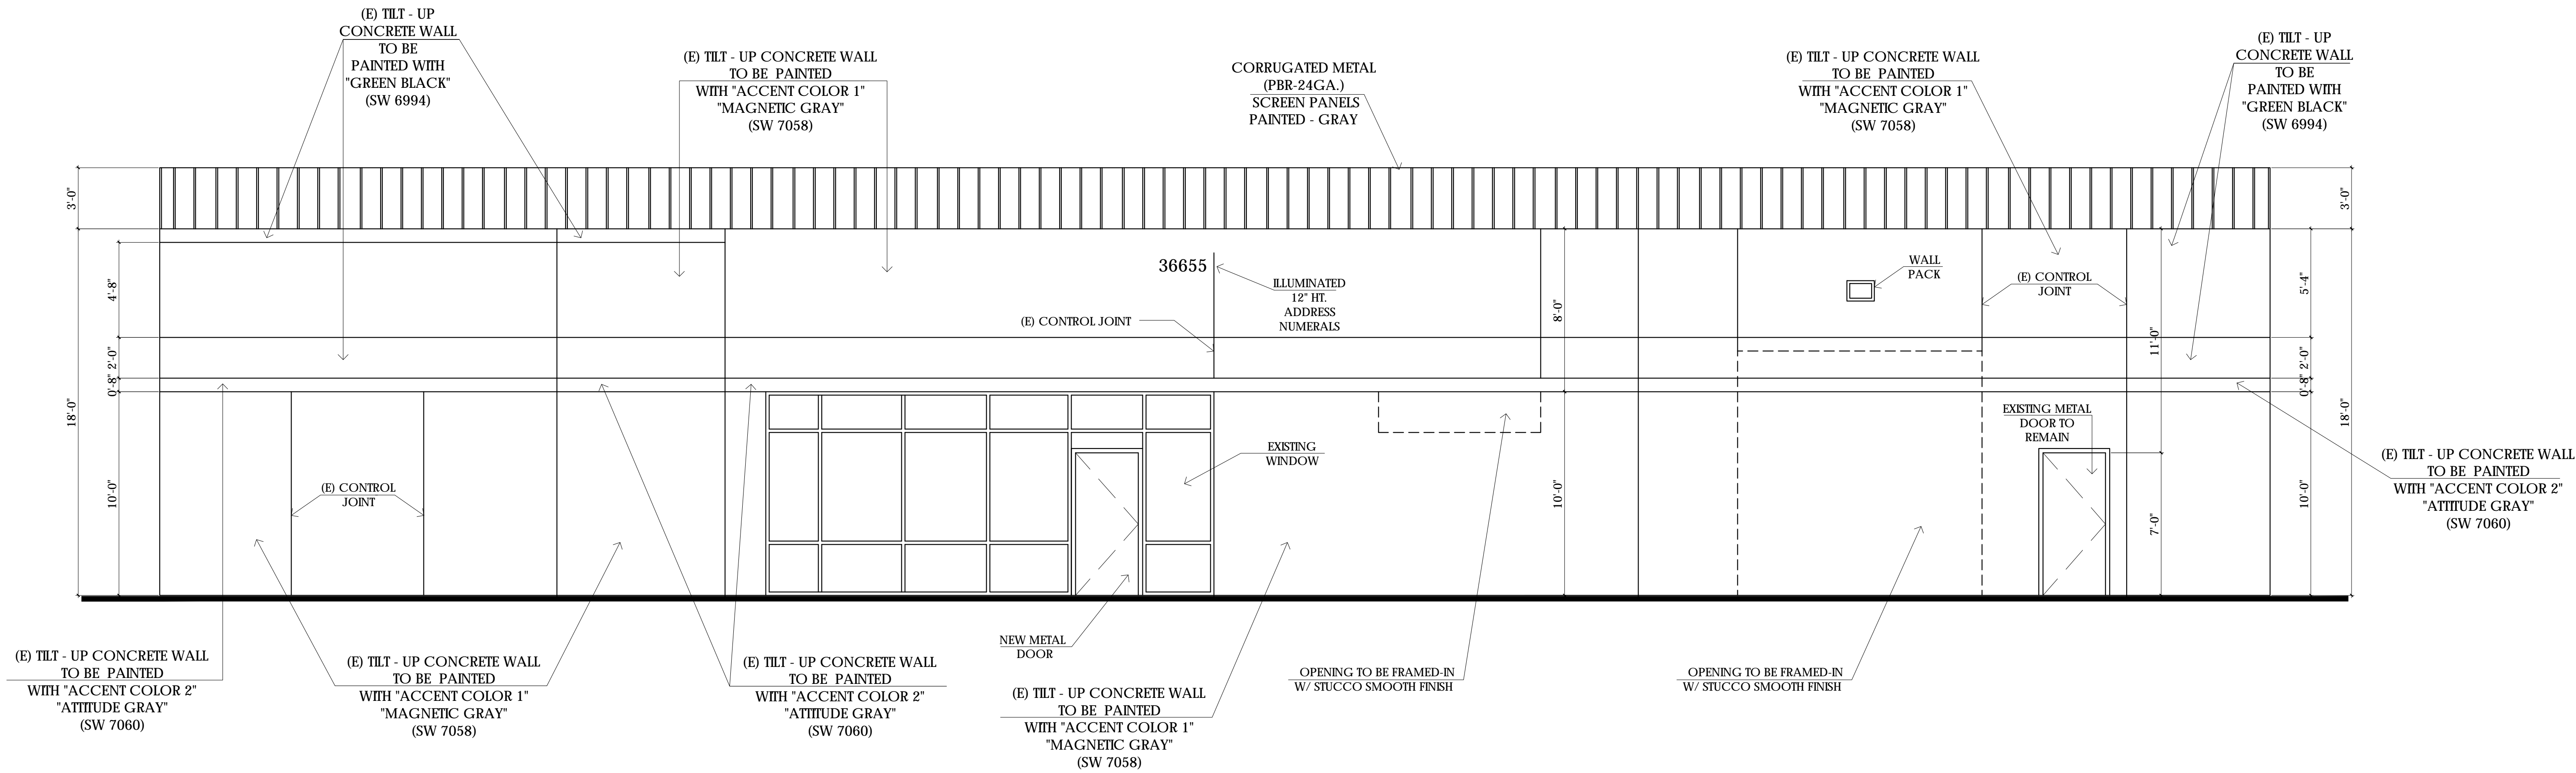 (E) TILT - UP
CONCRETE WALL
TO BE
PAINTED WITH
"GREEN BLACK"
(SW 6994)
(E) TILT - UP CONCRETE WALL
TO BE PAINTED
WITH "ACCENT COLOR 1"
"MAGNETIC GRAY"
(SW 7058)
CORRUGATED METAL
(PBR-24GA.)
SCREEN PANELS
PAINTED - GRAY
(E) TILT - UP CONCRETE WALL
TO BE PAINTED
WITH "ACCENT COLOR 1"
"MAGNETIC GRAY"
(SW 7058)
(E) TILT - UP
CONCRETE WALL
TO BE
PAINTED WITH
"GREEN BLACK"
(SW 6994)
3'-0"
18'-0"
4'-8"
2'-0"
0'-8"
10'-0"
36655
ILLUMINATED
12" HT.
ADDRESS
NUMERALS
(E) CONTROL JOINT
8'-0"
10'-0"
WALL
PACK
(E) CONTROL
JOINT
11'-0"
7'-0"
3'-0"
5'-4"
2'-0"
0'-8"
10'-0"
18'-0"
(E) CONTROL
JOINT
EXISTING
WINDOW
EXISTING METAL
DOOR TO
REMAIN
(E) TILT - UP CONCRETE WALL
TO BE PAINTED
WITH "ACCENT COLOR 2"
"ATITUDE GRAY"
(SW 7060)
(E) TILT - UP CONCRETE WALL
TO BE PAINTED
WITH "ACCENT COLOR 2"
"ATITUDE GRAY"
(SW 7060)
(E) TILT - UP CONCRETE WALL
TO BE PAINTED
WITH "ACCENT COLOR 1"
"MAGNETIC GRAY"
(SW 7058)
(E) TILT - UP CONCRETE WALL
TO BE PAINTED
WITH "ACCENT COLOR 2"
"ATITUDE GRAY"
(SW 7060)
NEW METAL
DOOR
(E) TILT - UP CONCRETE WALL
TO BE PAINTED
WITH "ACCENT COLOR 1"
"MAGNETIC GRAY"
(SW 7058)
OPENING TO BE FRAMED-IN
W/ STUCCO SMOOTH FINISH
OPENING TO BE FRAMED-IN
W/ STUCCO SMOOTH FINISH